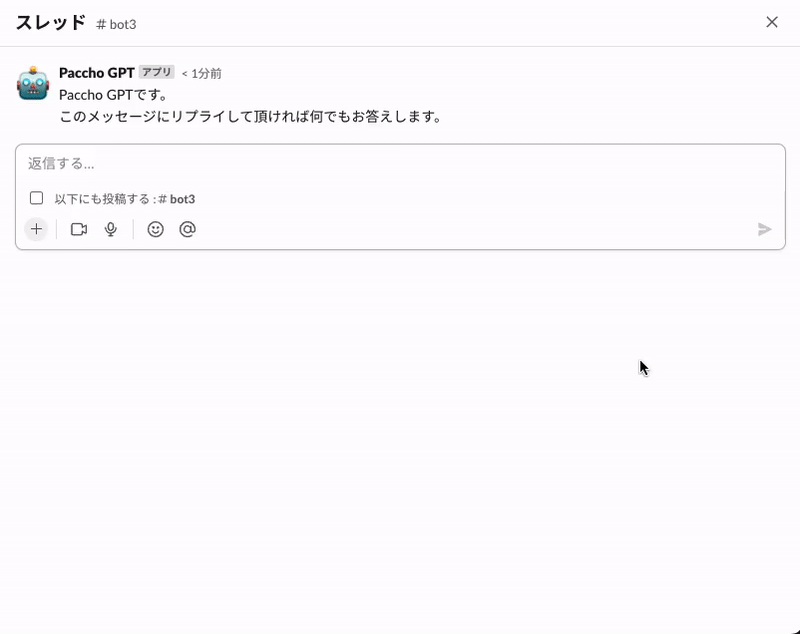 スレッド # bot3
Paccho GPT アプリ < 1分前
Paccho GPTです。
このメッセージにリプライして頂ければ何でもお答えします。
返信する...
以下にも投稿する : # bot3